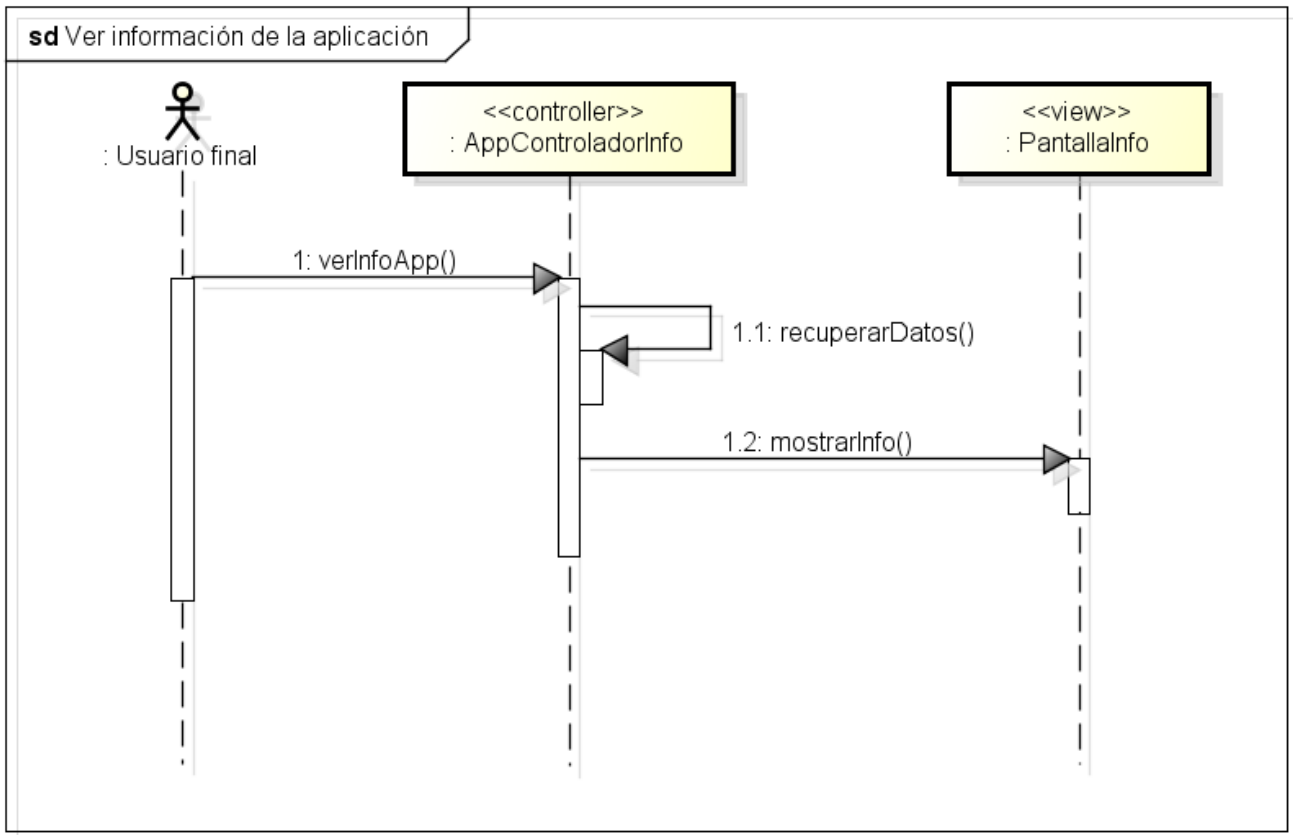 sd Ver información de la aplicación
: Usuario final
<<controller>>
: AppControladorInfo
<<view>>
: PantallaInfo
1: verInfoApp()
1.1: recuperarDatos()
1.2: mostrarInfo()